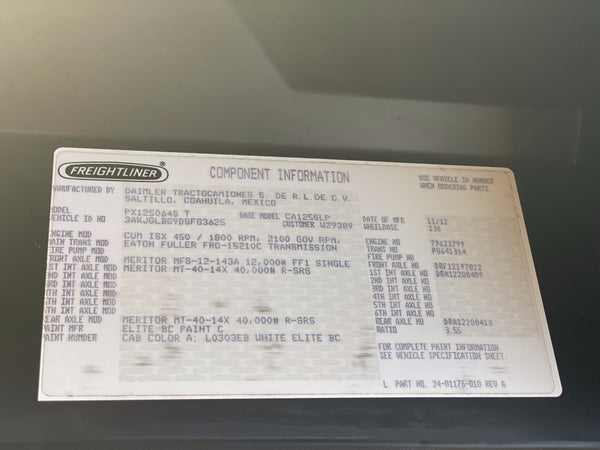 FREIGHTLINER COMPONENT INFORMATION USE VEHICLE ID NUMBER
WHEN ORDERING PARTS.
MANUFACTURED BY DAIMLER TRACTOCAMIONES S. DE R.L. DE C.V.
SALTILLO, COAHUILA, MEXICO
MODEL PX125064S T BASE MODEL CA125SLP DATE OF MFR 11/12
VEHICLE ID NO 3AKJGLBG9DSFG3625 CUSTOMER W29389 WHEELBASE 230
ENGINE MOD CUM ISX 450 / 1800 RPM, 2100 GOV RPM, ENGINE NO 79623799
MAIN TRANS MOD EATON FULLER FRO-15210C TRANSMISSION MAIN TRANS NO P0641314
FIRE PUMP MOD FIRE PUMP NO
FRONT AXLE MOD MERITOR MFS-12-143A 12,000# FF1 SINGLE FRONT AXLE NO DRF12197022
1ST INT AXLE MOD MERITOR MT-40-14X 40,000# R-SRS 1ST INT AXLE NO DRA12200409
2ND INT AXLE MOD 2ND INT AXLE NO
3RD INT AXLE MOD 3RD INT AXLE NO
4TH INT AXLE MOD 4TH INT AXLE NO
5TH INT AXLE MOD 5TH INT AXLE NO
6TH INT AXLE MOD 6TH INT AXLE NO
REAR AXLE MOD MERITOR MT-40-14X 40,000# R-SRS REAR AXLE NO DRA12200413
PAINT MFR ELITE BC PAINT C RATIO 3.55
PAINT NUMBER CAB COLOR A: L0303EB WHITE ELITE BC
FOR COMPLETE PAINT INFORMATION
SEE VEHICLE SPECIFICATION SHEET.
L PART NO. 24-01176-010 REV A